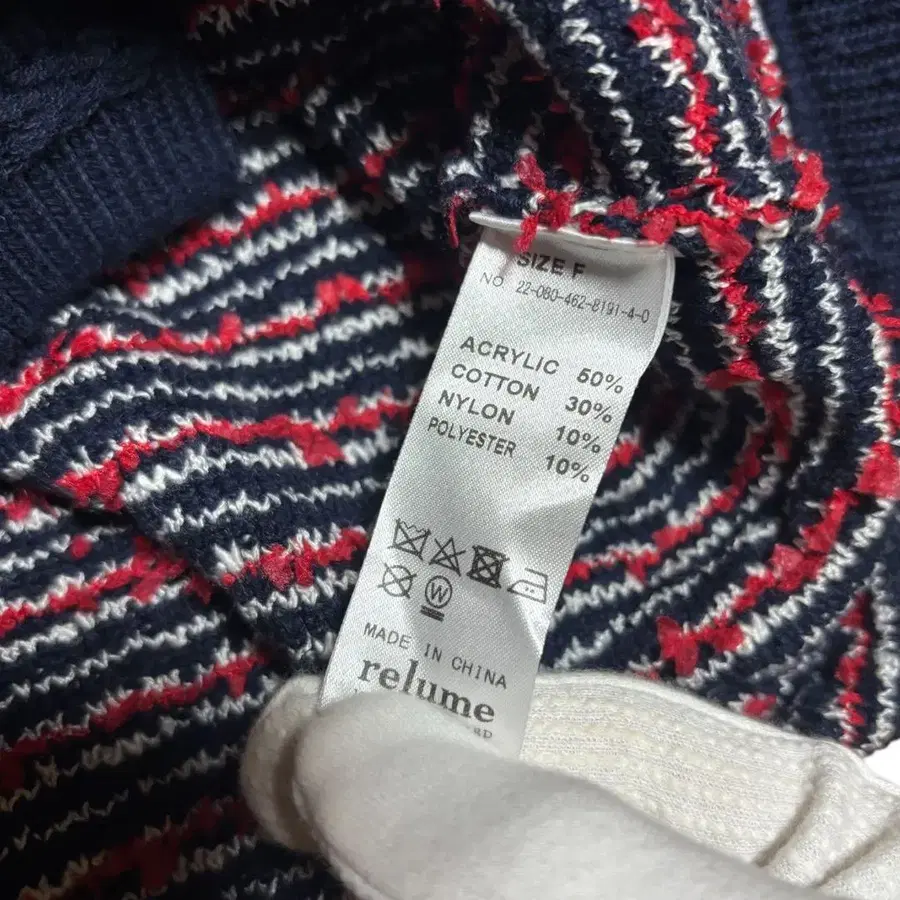 SIZE F
NO 22-080-462-8191-4-0
ACRYLIC 50%
COTTON 30%
NYLON 10%
POLYESTER 10%
W
MADE IN CHINA
relume